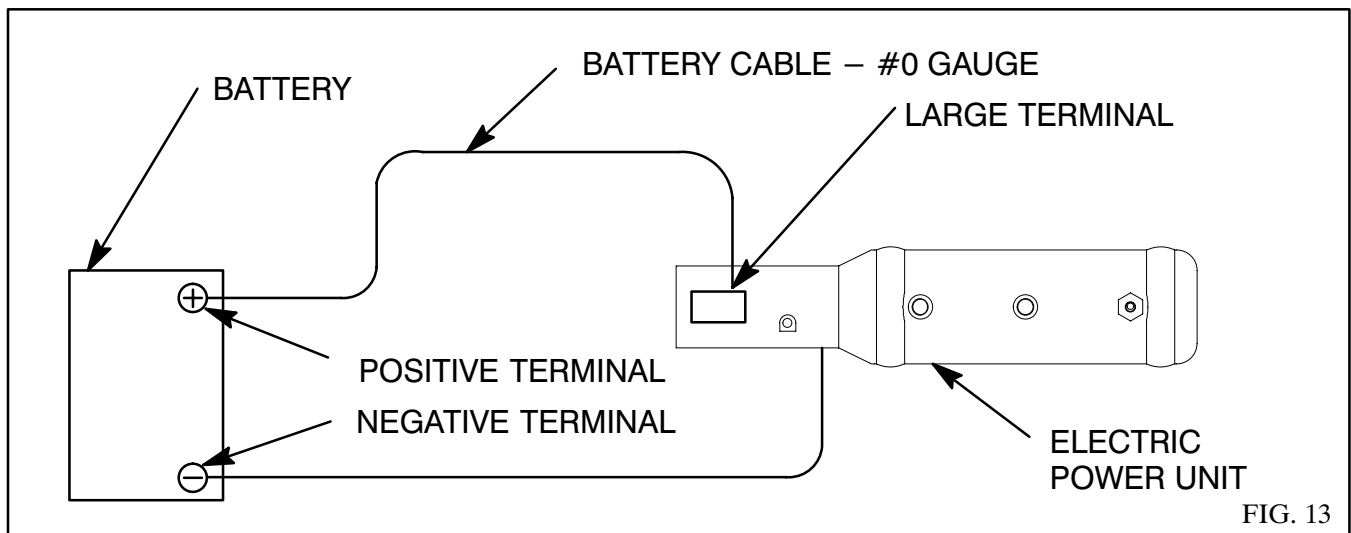 BATTERY CABLE – #0 GAUGE
BATTERY
LARGE TERMINAL
+
POSITIVE TERMINAL
NEGATIVE TERMINAL
−
ELECTRIC
POWER UNIT
FIG. 13